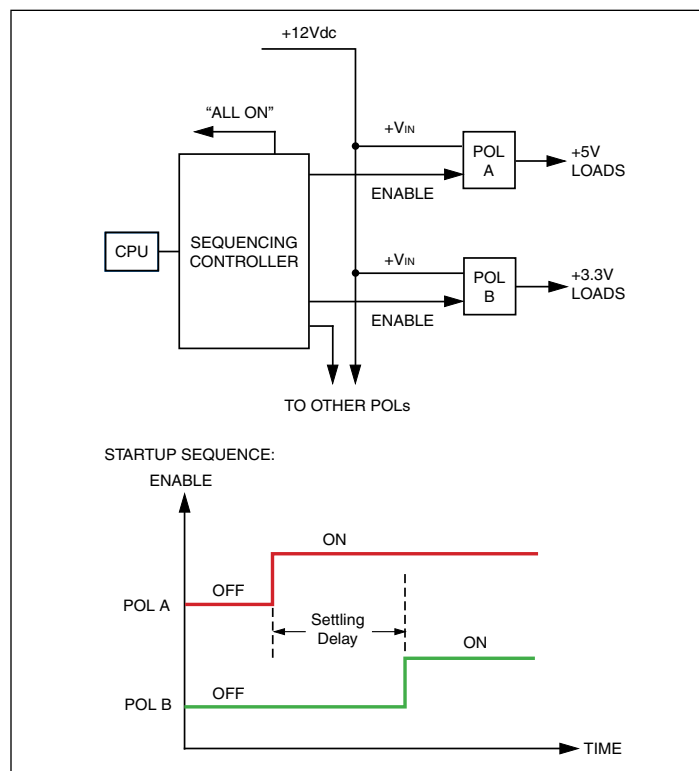 +12Vdc
“ALL ON”
+VIN
POL
A
+5V
LOADS
ENABLE
CPU
SEQUENCING
CONTROLLER
+VIN
POL
B
+3.3V
LOADS
ENABLE
TO OTHER POLs
STARTUP SEQUENCE:
ENABLE
ON
OFF
POL A
Settling
Delay
ON
OFF
POL B
TIME